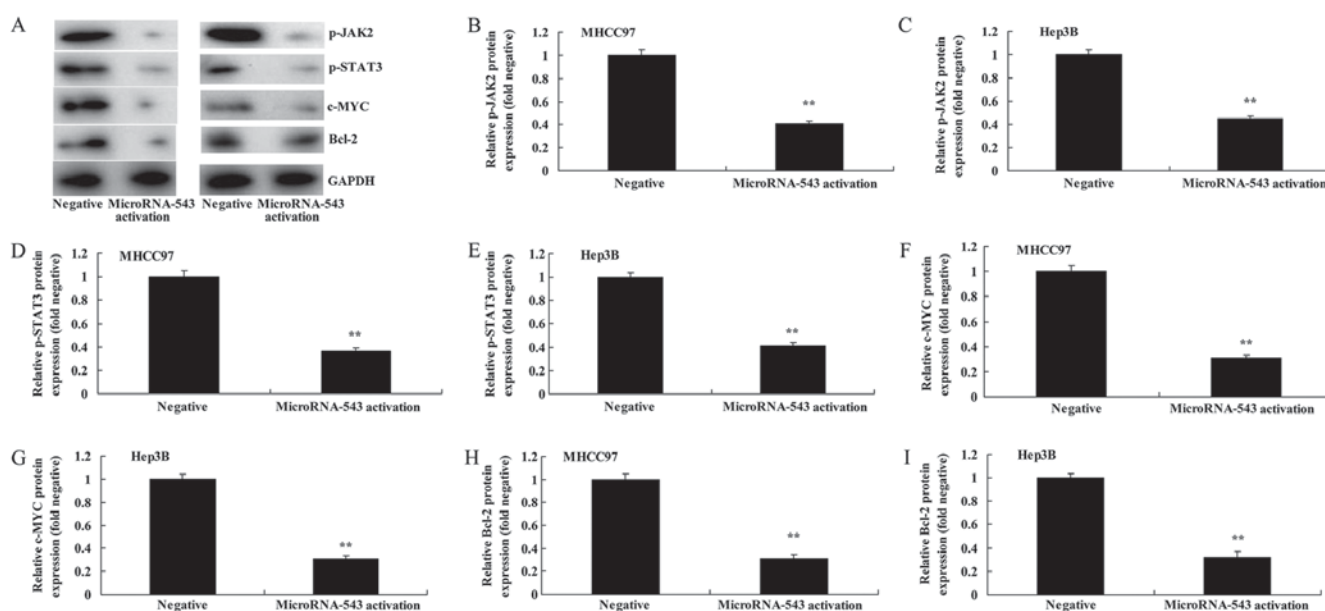 A
p-JAK2
p-STAT3
c-MYC
Bcl-2
GAPDH
Negative MicroRNA-543 activation
Negative MicroRNA-543 activation
B
MHCC97
Relative p-JAK2 protein
expression (fold negative)
1.2
1
0.8
0.6
0.4
0.2
0
**
Negative MicroRNA-543 activation
C
Hep3B
Relative p-JAK2 protein
expression (fold negative)
1.2
1
0.8
0.6
0.4
0.2
0
**
Negative MicroRNA-543 activation
D
MHCC97
Relative p-STAT3 protein
expression (fold negative)
1.2
1
0.8
0.6
0.4
0.2
0
**
Negative MicroRNA-543 activation
E
Hep3B
Relative p-STAT3 protein
expression (fold negative)
1.2
1
0.8
0.6
0.4
0.2
0
**
Negative MicroRNA-543 activation
F
MHCC97
Relative c-MYC protein
expression (fold negative)
1.2
1
0.8
0.6
0.4
0.2
0
**
Negative MicroRNA-543 activation
G
Hep3B
Relative c-MYC protein
expression (fold negative)
1.2
1
0.8
0.6
0.4
0.2
0
**
Negative MicroRNA-543 activation
H
MHCC97
Relative Bcl-2 protein
expression (fold negative)
1.2
1
0.8
0.6
0.4
0.2
0
**
Negative MicroRNA-543 activation
I
Hep3B
Relative Bcl-2 protein
expression (fold negative)
1.2
1
0.8
0.6
0.4
0.2
0
**
Negative MicroRNA-543 activation